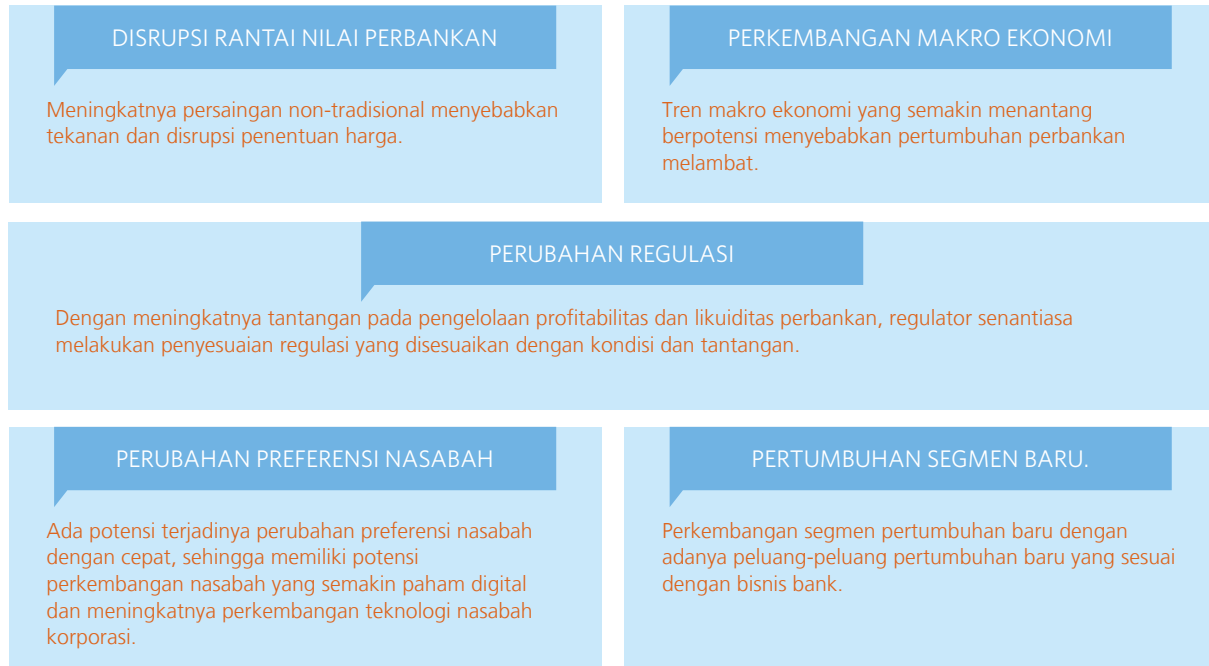 DISRUPSI RANTAI NILAI PERBANKAN
Meningkatnya persaingan non-tradisional menyebabkan
tekanan dan disrupsi penentuan harga.
PERKEMBANGAN MAKRO EKONOMI
Tren makro ekonomi yang semakin menantang
berpotensi menyebabkan pertumbuhan perbankan
melambat.
PERUBAHAN REGULASI
Dengan meningkatnya tantangan pada pengelolaan profitabilitas dan likuiditas perbankan, regulator senantiasa
melakukan penyesuaian regulasi yang disesuaikan dengan kondisi dan tantangan.
PERUBAHAN PREFERENSI NASABAH
Ada potensi terjadinya perubahan preferensi nasabah
dengan cepat, sehingga memiliki potensi
perkembangan nasabah yang semakin paham digital
dan meningkatnya perkembangan teknologi nasabah
korporasi.
PERTUMBUHAN SEGMEN BARU.
Perkembangan segmen pertumbuhan baru dengan
adanya peluang-peluang pertumbuhan baru yang sesuai
dengan bisnis bank.